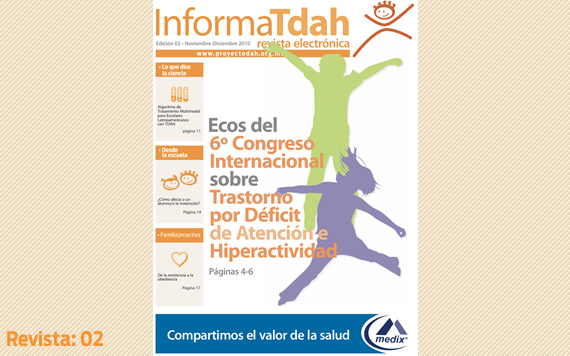 InformaTdah
Edición 02 • Noviembre-Diciembre 2010
revista electrónica
www.proyectodah.org.mx
• Lo que dice
la ciencia
Algoritmo de
Tratamiento Multimodal
para Escolares
Latinoamericanos
con TDAH
página 11
• Desde
la escuela
¿Cómo afecta a un
alumno/a la inatención?
Página 14
• Familiaproactiva
De la resistencia a la
obediencia
Página 17
Ecos del
6º Congreso
Internacional
sobre
Trastorno
por Déficit
de Atención e
Hiperactividad
Páginas 4-6
Compartimos el valor de la salud
medix®
Revista: 02